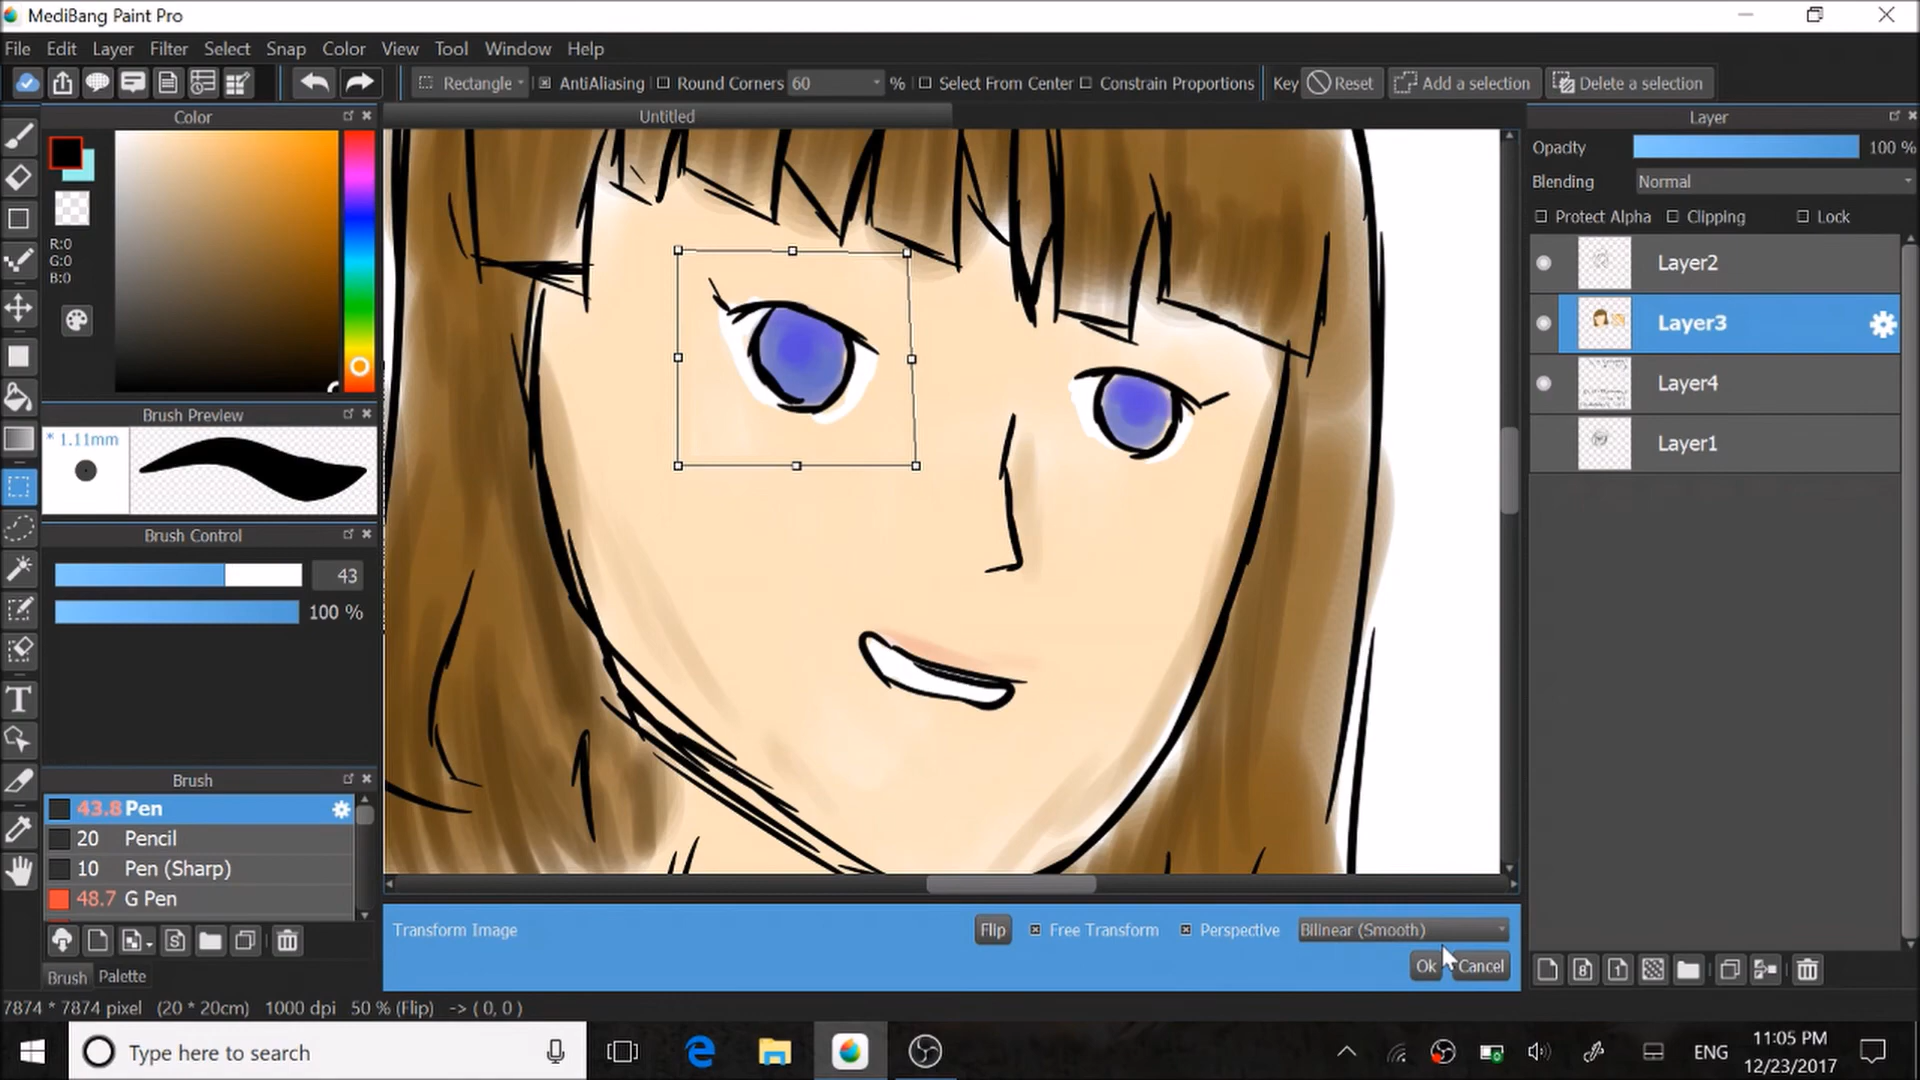 MediBang Paint Pro
File Edit Layer Filter Select Snap Color View Tool Window Help
Rectangle AntiAliasing Round Corners 60 % Select From Center Constrain Proportions Key Reset Add a selection Delete a selection
Color
Untitled
Layer
R:0
G:0
B:0
Opacity 100 %
Blending Normal
Protect Alpha Clipping Lock
Layer2
Layer3
Layer4
Layer1
Brush Preview
* 1.11mm
Brush Control
43
100 %
Brush
43.8 Pen
20 Pencil
10 Pen (Sharp)
48.7 G Pen
Brush Palette
Transform Image Flip Free Transform Perspective Bilinear (Smooth)
Ok Cancel
7874 * 7874 pixel (20 * 20cm) 1000 dpi 50 % (Flip) -> ( 0, 0 )
Type here to search
ENG
11:05 PM
12/23/2017